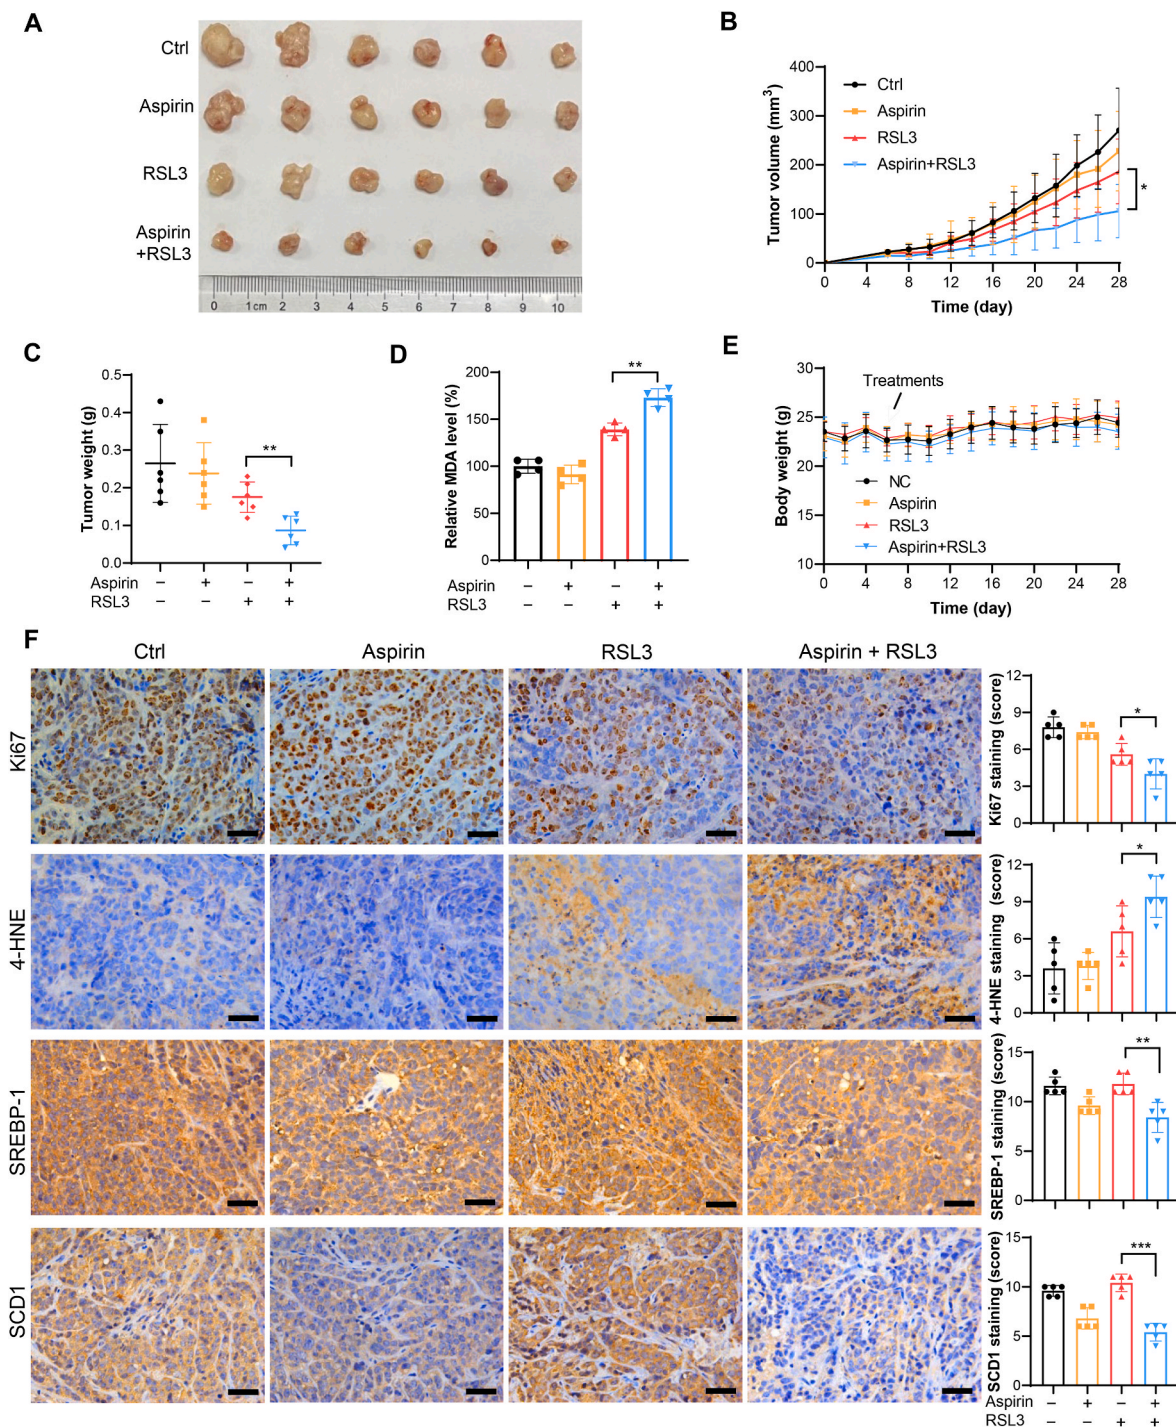 A
Ctrl
Aspirin
RSL3
Aspirin
+RSL3
0 1cm 2 3 4 5 6 7 8 9 10
B
Tumor volume (mm³)
400
300
200
100
0
Ctrl
Aspirin
RSL3
Aspirin+RSL3
*
0 4 8 12 16 20 24 28
Time (day)
C
Tumor weight (g)
0.5
0.4
0.3
0.2
0.1
0.0
**
Aspirin − + − +
RSL3 − − + +
D
Relative MDA level (%)
200
150
100
50
0
**
Aspirin − + − +
RSL3 − − + +
E
Body weight (g)
30
25
20
15
10
Treatments
NC
Aspirin
RSL3
Aspirin+RSL3
0 4 8 12 16 20 24 28
Time (day)
F
Ctrl Aspirin RSL3 Aspirin + RSL3
Ki67
Ki67 staining (score)
12
9
6
3
0
*
4-HNE
4-HNE staining (score)
12
9
6
3
0
*
SREBP-1
SREBP-1 staining (score)
15
10
5
0
**
SCD1
SCD1 staining (score)
15
10
5
0
***
Aspirin − + − +
RSL3 − − + +